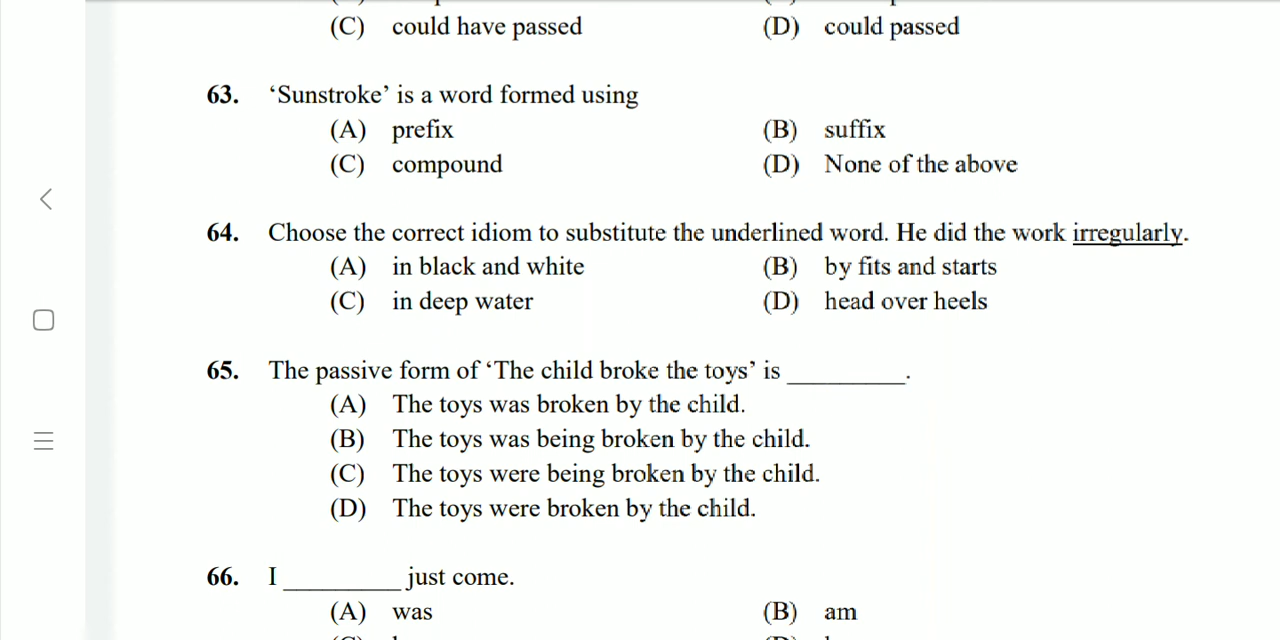 (C) could have passed (D) could passed
63. ‘Sunstroke’ is a word formed using
(A) prefix (B) suffix
(C) compound (D) None of the above
64. Choose the correct idiom to substitute the underlined word. He did the work irregularly.
(A) in black and white (B) by fits and starts
(C) in deep water (D) head over heels
65. The passive form of ‘The child broke the toys’ is __________.
(A) The toys was broken by the child.
(B) The toys was being broken by the child.
(C) The toys were being broken by the child.
(D) The toys were broken by the child.
66. I __________ just come.
(A) was (B) am